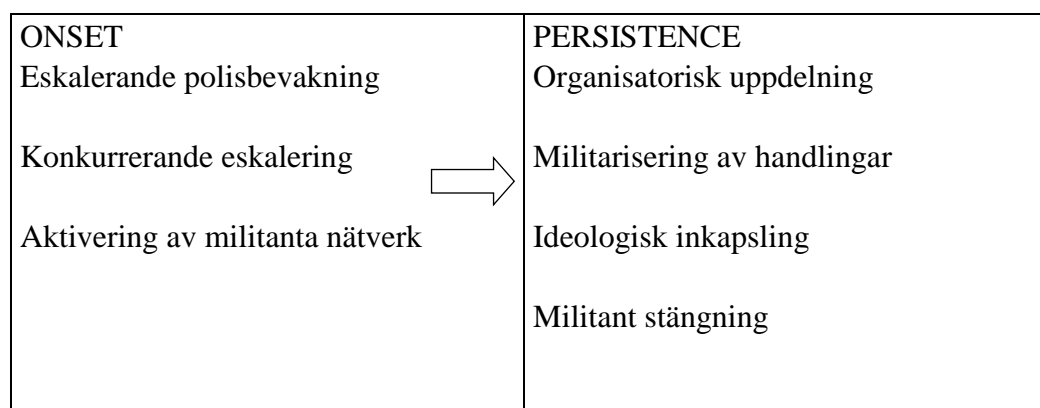 ONSET
Eskalerande polisbevakning
Konkurrerande eskalering
Aktivering av militanta nätverk
PERSISTENCE
Organisatorisk uppdelning
Militarisering av handlingar
Ideologisk inkapsling
Militant stängning